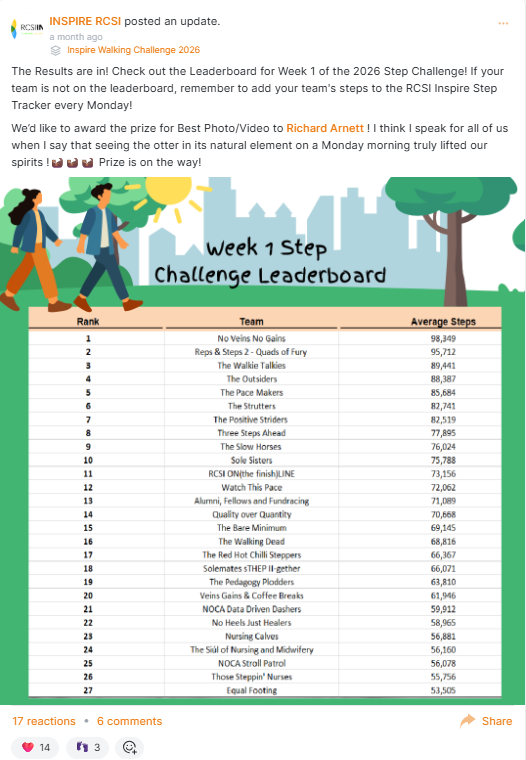 RCSI IN
INSPIRE RCSI posted an update.
a month ago
Inspire Walking Challenge 2026
The Results are in! Check out the Leaderboard for Week 1 of the 2026 Step Challenge! If your
team is not on the leaderboard, remember to add your team's steps to the RCSI Inspire Step
Tracker every Monday!
We'd like to award the prize for Best Photo/Video to Richard Arnett ! I think I speak for all of us
when I say that seeing the otter in its natural element on a Monday morning truly lifted our
spirits ! 🦦🦦🦦 Prize is on the way!
Week 1 Step
Challenge Leaderboard
Rank Team Average Steps
1 No Veins No Gains 98,349
2 Reps & Steps 2 - Quads of Fury 95,712
3 The Walkie Talkies 89,441
4 The Outsiders 88,387
5 The Pace Makers 85,684
6 The Strutters 82,741
7 The Positive Striders 82,519
8 Three Steps Ahead 77,895
9 The Slow Horses 76,024
10 Sole Sisters 75,788
11 RCSI ON(the finish)LINE 73,156
12 Watch This Pace 72,062
13 Alumni, Fellows and Fundracing 71,089
14 Quality over Quantity 70,668
15 The Bare Minimum 69,145
16 The Walking Dead 68,816
17 The Red Hot Chilli Steppers 66,367
18 Solemates sTHEP II-gether 66,071
19 The Pedagogy Plodders 63,810
20 Veins Gains & Coffee Breaks 61,946
21 NOCA Data Driven Dashers 59,912
22 No Heels Just Healers 58,965
23 Nursing Calves 56,881
24 The Siúl of Nursing and Midwifery 56,160
25 NOCA Stroll Patrol 56,078
26 Those Steppin' Nurses 55,756
27 Equal Footing 53,505
17 reactions • 6 comments Share
14 3